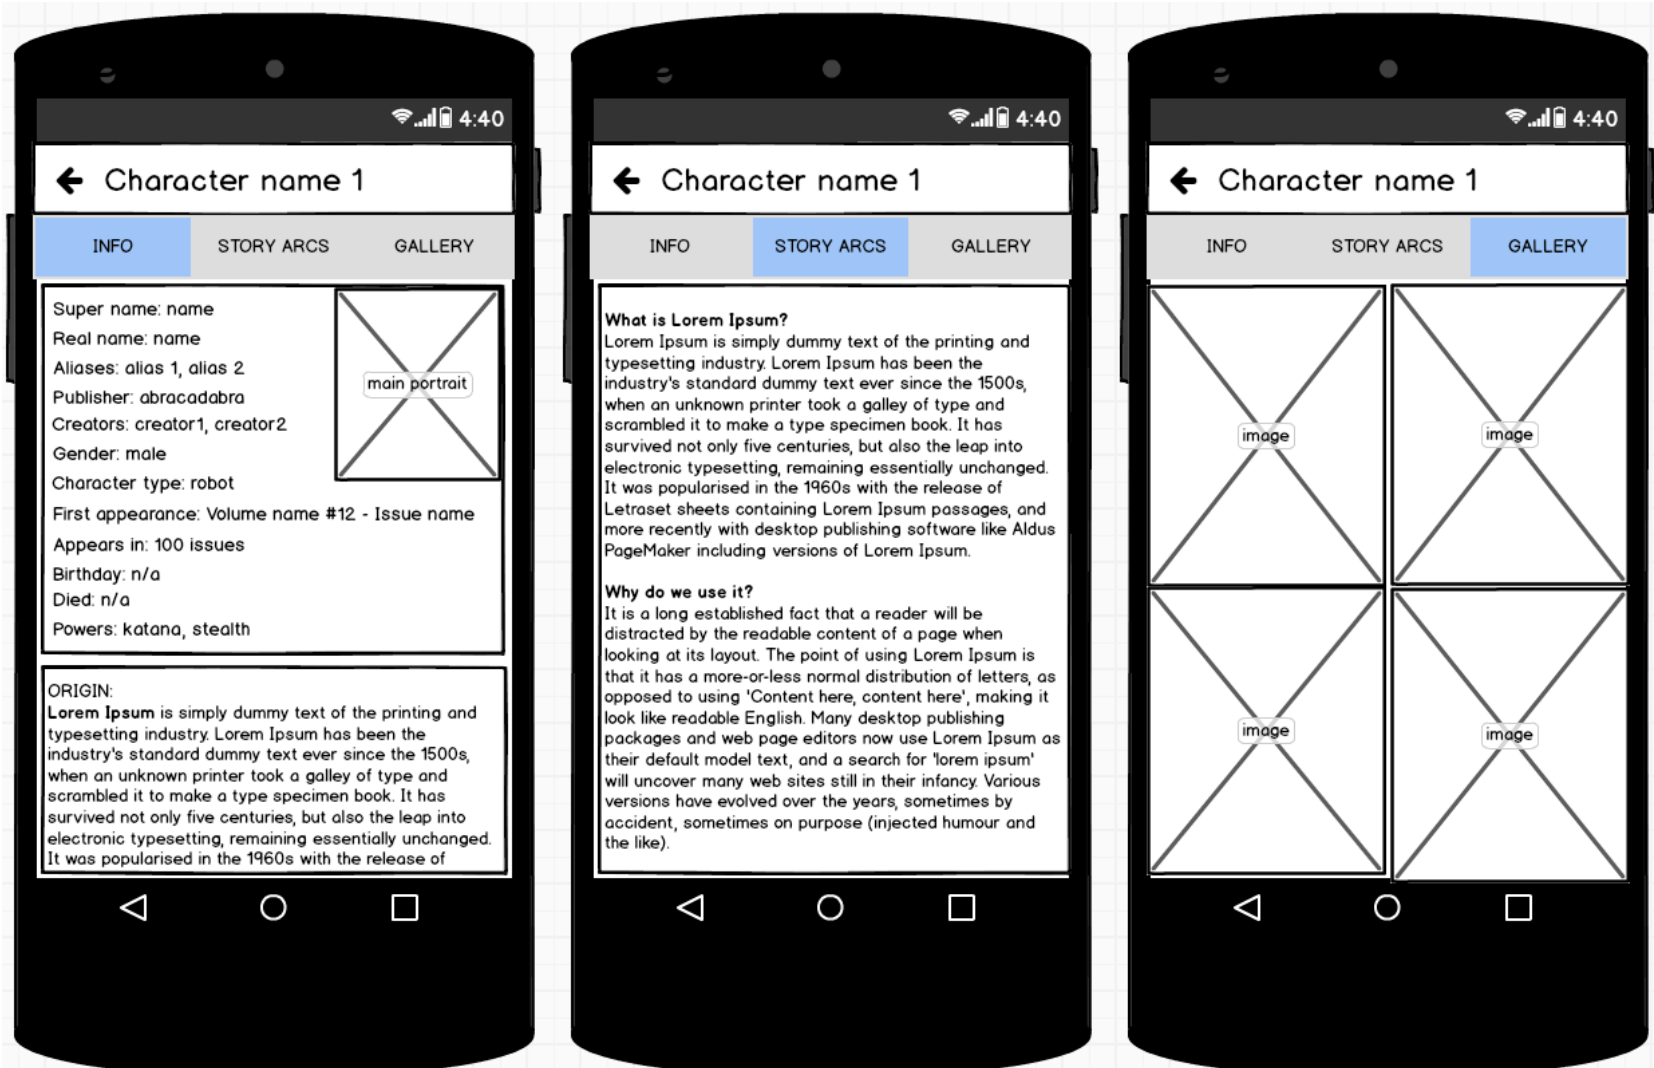 4:40
Character name 1
INFO
STORY ARCS
GALLERY
Super name: name
Real name: name
Aliases: alias 1, alias 2
Publisher: abracadabra
Creators: creator1, creator2
Gender: male
Character type: robot
First appearance: Volume name #12 - Issue name
Appears in: 100 issues
Birthday: n/a
Died: n/a
Powers: katana, stealth
main portrait
ORIGIN:
Lorem Ipsum is simply dummy text of the printing and
typesetting industry. Lorem Ipsum has been the
industry's standard dummy text ever since the 1500s,
when an unknown printer took a galley of type and
scrambled it to make a type specimen book. It has
survived not only five centuries, but also the leap into
electronic typesetting, remaining essentially unchanged.
It was popularised in the 1960s with the release of
4:40
Character name 1
INFO
STORY ARCS
GALLERY
What is Lorem Ipsum?
Lorem Ipsum is simply dummy text of the printing and
typesetting industry. Lorem Ipsum has been the
industry's standard dummy text ever since the 1500s,
when an unknown printer took a galley of type and
scrambled it to make a type specimen book. It has
survived not only five centuries, but also the leap into
electronic typesetting, remaining essentially unchanged.
It was popularised in the 1960s with the release of
Letraset sheets containing Lorem Ipsum passages, and
more recently with desktop publishing software like Aldus
PageMaker including versions of Lorem Ipsum.
Why do we use it?
It is a long established fact that a reader will be
distracted by the readable content of a page when
looking at its layout. The point of using Lorem Ipsum is
that it has a more-or-less normal distribution of letters, as
opposed to using 'Content here, content here', making it
look like readable English. Many desktop publishing
packages and web page editors now use Lorem Ipsum as
their default model text, and a search for 'lorem ipsum'
will uncover many web sites still in their infancy. Various
versions have evolved over the years, sometimes by
accident, sometimes on purpose (injected humour and
the like).
4:40
Character name 1
INFO
STORY ARCS
GALLERY
image
image
image
image